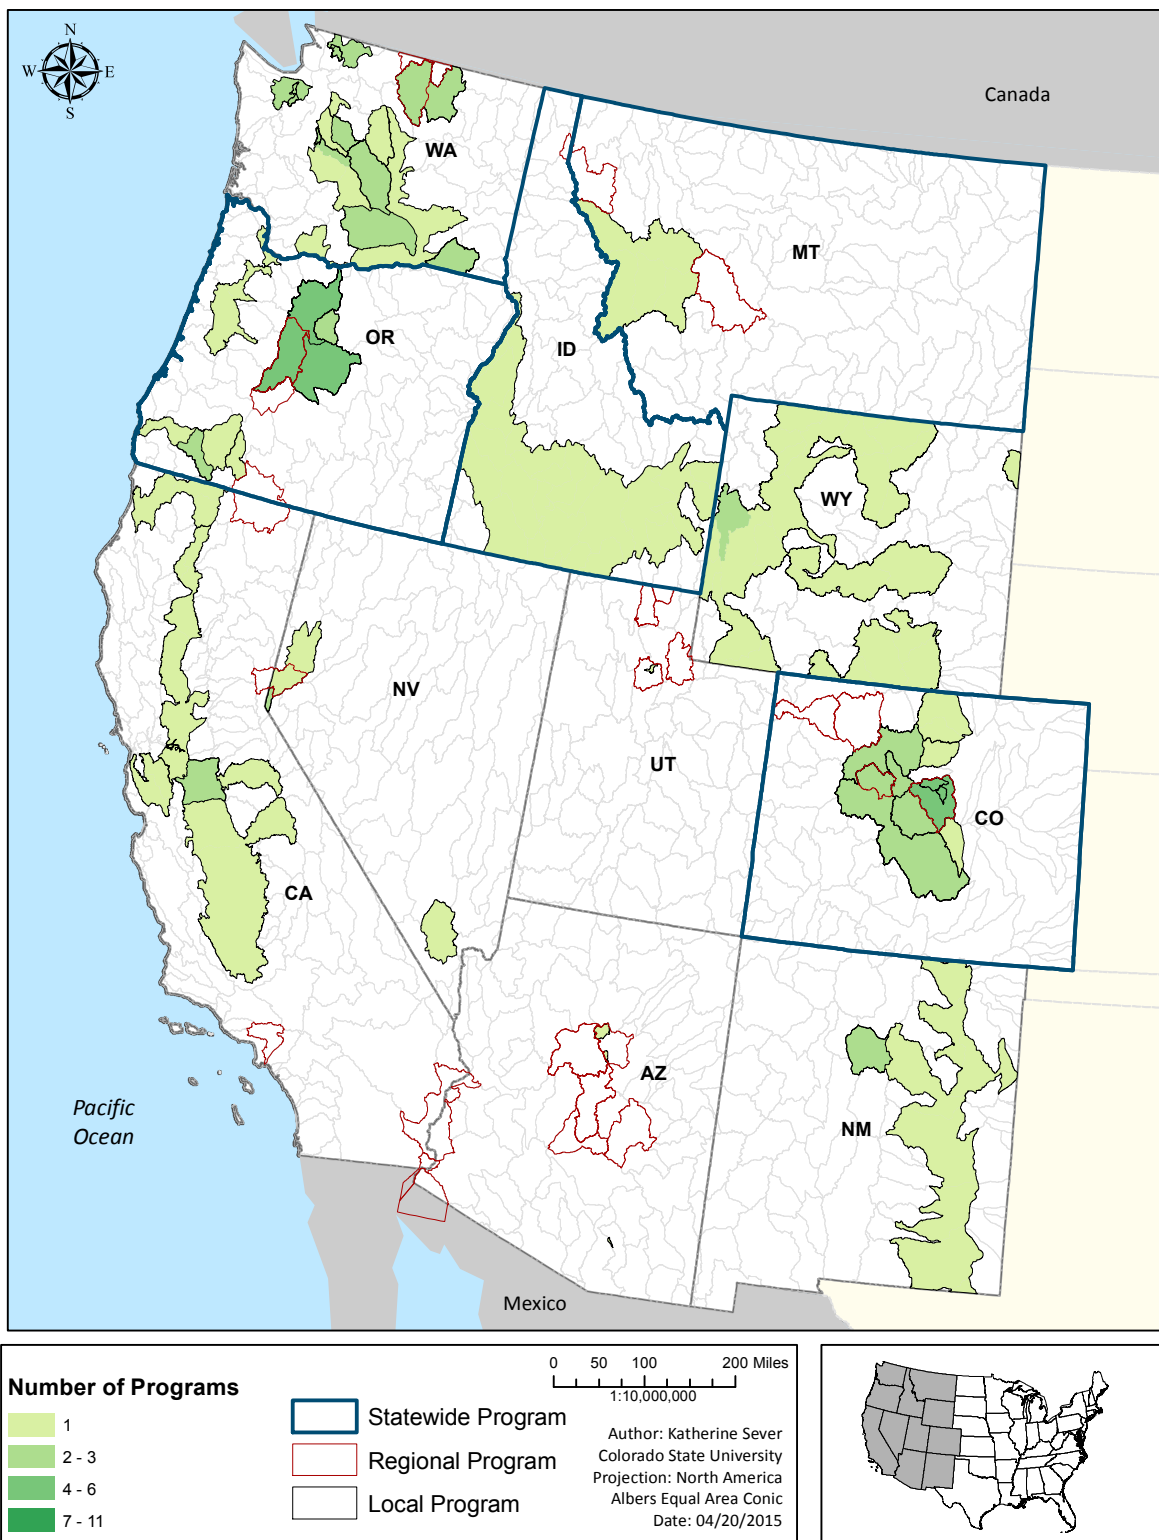 N
W
E
S
Canada
WA
MT
OR
ID
WY
NV
UT
CO
CA
AZ
NM
Pacific
Ocean
Mexico
Number of Programs
1
2 - 3
4 - 6
7 - 11
Statewide Program
Regional Program
Local Program
0 50 100 200 Miles
1:10,000,000
Author: Katherine Sever
Colorado State University
Projection: North America
Albers Equal Area Conic
Date: 04/20/2015